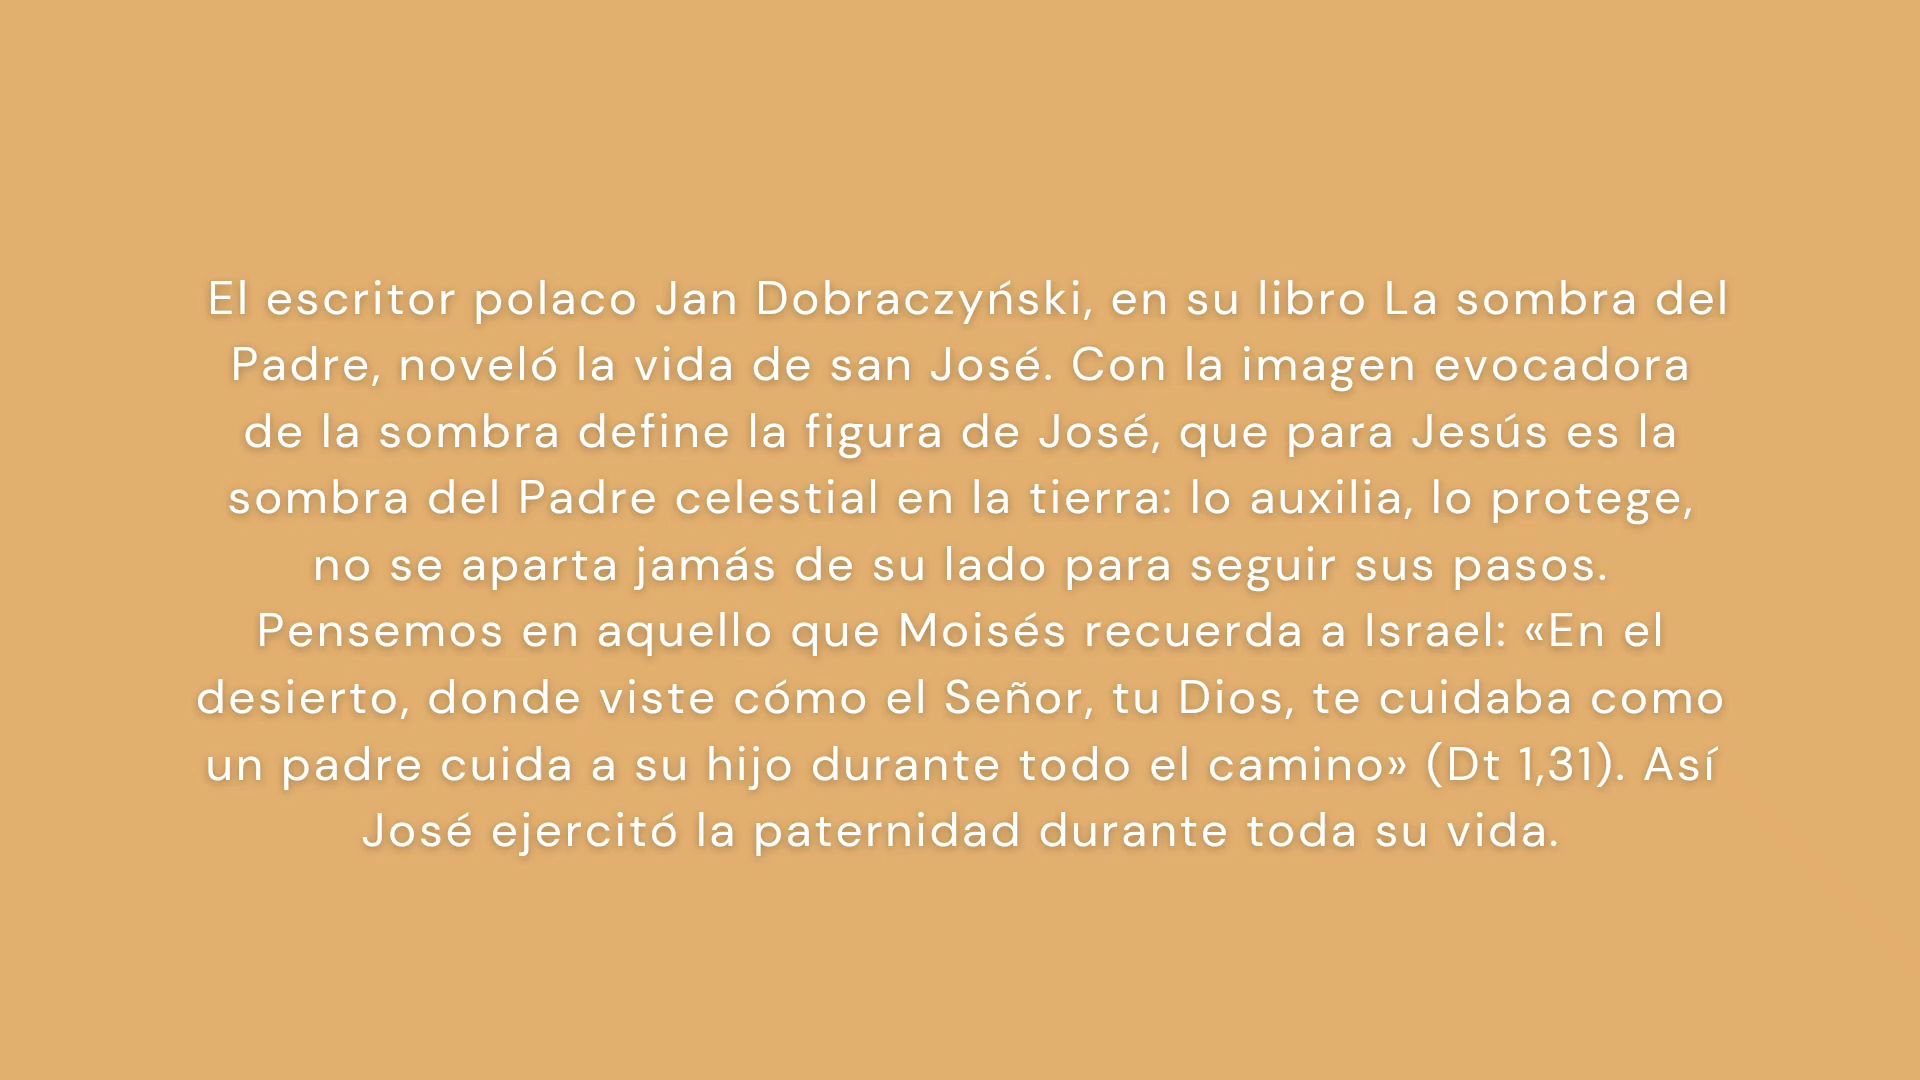 El escritor polaco Jan Dobraczyński, en su libro La sombra del
Padre, noveló la vida de san José. Con la imagen evocadora
de la sombra define la figura de José, que para Jesús es la
sombra del Padre celestial en la tierra: lo auxilia, lo protege,
no se aparta jamás de su lado para seguir sus pasos.
Pensemos en aquello que Moisés recuerda a Israel: «En el
desierto, donde viste cómo el Señor, tu Dios, te cuidaba como
un padre cuida a su hijo durante todo el camino» (Dt 1,31). Así
José ejercitó la paternidad durante toda su vida.